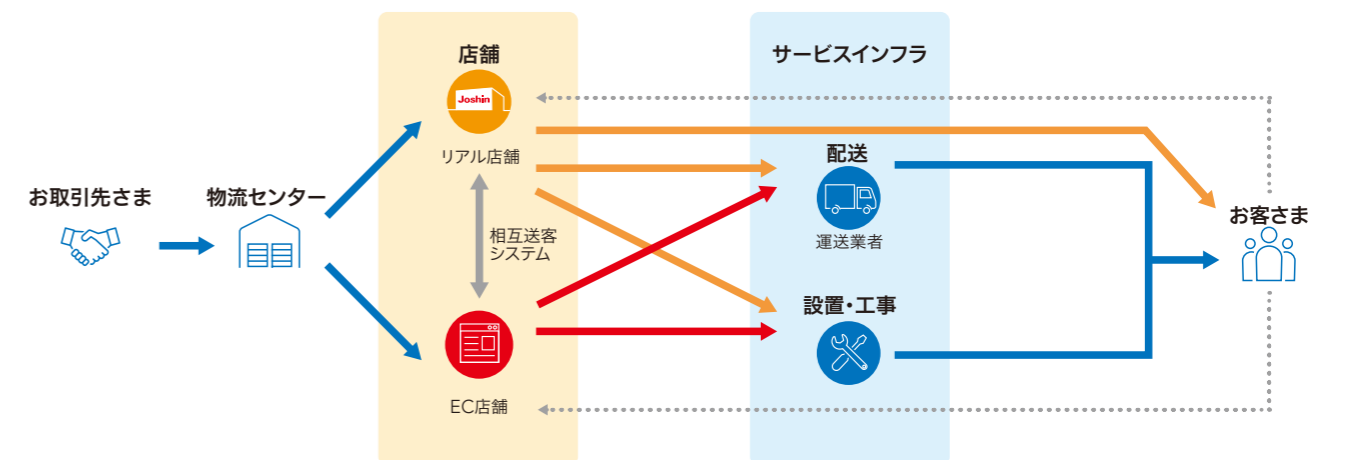 店舗
Joshin
リアル店舗
サービスインフラ
配送
運送業者
お取引先さま
物流センター
相互送客
システム
お客さま
設置・工事
EC店舗